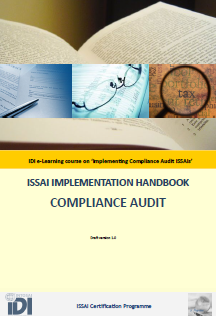 IDI e-Learning course on 'Implementing Compliance Audit ISSAIs'
ISSAI IMPLEMENTATION HANDBOOK
COMPLIANCE AUDIT
Draft version 1.0
IDI
ISSAI Certification Programme